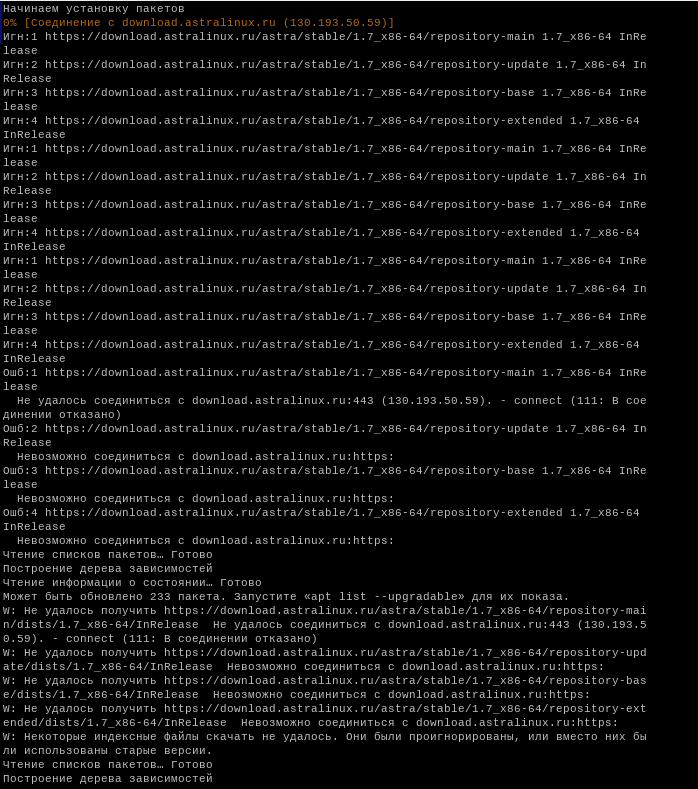 Начинаем установку пакетов
0% [Соединение с download.astralinux.ru (130.193.50.59)]
Игн:1 https://download.astralinux.ru/astra/stable/1.7_x86-64/repository-main 1.7_x86-64 InRe
lease
Игн:2 https://download.astralinux.ru/astra/stable/1.7_x86-64/repository-update 1.7_x86-64 In
Release
Игн:3 https://download.astralinux.ru/astra/stable/1.7_x86-64/repository-base 1.7_x86-64 InRe
lease
Игн:4 https://download.astralinux.ru/astra/stable/1.7_x86-64/repository-extended 1.7_x86-64
InRelease
Игн:1 https://download.astralinux.ru/astra/stable/1.7_x86-64/repository-main 1.7_x86-64 InRe
lease
Игн:2 https://download.astralinux.ru/astra/stable/1.7_x86-64/repository-update 1.7_x86-64 In
Release
Игн:3 https://download.astralinux.ru/astra/stable/1.7_x86-64/repository-base 1.7_x86-64 InRe
lease
Игн:4 https://download.astralinux.ru/astra/stable/1.7_x86-64/repository-extended 1.7_x86-64
InRelease
Игн:1 https://download.astralinux.ru/astra/stable/1.7_x86-64/repository-main 1.7_x86-64 InRe
lease
Игн:2 https://download.astralinux.ru/astra/stable/1.7_x86-64/repository-update 1.7_x86-64 In
Release
Игн:3 https://download.astralinux.ru/astra/stable/1.7_x86-64/repository-base 1.7_x86-64 InRe
lease
Игн:4 https://download.astralinux.ru/astra/stable/1.7_x86-64/repository-extended 1.7_x86-64
InRelease
Ошб:1 https://download.astralinux.ru/astra/stable/1.7_x86-64/repository-main 1.7_x86-64 InRe
lease
  Не удалось соединиться с download.astralinux.ru:443 (130.193.50.59). - connect (111: В сое
динении отказано)
Ошб:2 https://download.astralinux.ru/astra/stable/1.7_x86-64/repository-update 1.7_x86-64 In
Release
  Невозможно соединиться с download.astralinux.ru:https:
Ошб:3 https://download.astralinux.ru/astra/stable/1.7_x86-64/repository-base 1.7_x86-64 InRe
lease
  Невозможно соединиться с download.astralinux.ru:https:
Ошб:4 https://download.astralinux.ru/astra/stable/1.7_x86-64/repository-extended 1.7_x86-64
InRelease
  Невозможно соединиться с download.astralinux.ru:https:
Чтение списков пакетов… Готово
Построение дерева зависимостей
Чтение информации о состоянии… Готово
Может быть обновлено 233 пакета. Запустите «apt list --upgradable» для их показа.
W: Не удалось получить https://download.astralinux.ru/astra/stable/1.7_x86-64/repository-mai
n/dists/1.7_x86-64/InRelease  Не удалось соединиться с download.astralinux.ru:443 (130.193.5
0.59). - connect (111: В соединении отказано)
W: Не удалось получить https://download.astralinux.ru/astra/stable/1.7_x86-64/repository-upd
ate/dists/1.7_x86-64/InRelease  Невозможно соединиться с download.astralinux.ru:https:
W: Не удалось получить https://download.astralinux.ru/astra/stable/1.7_x86-64/repository-bas
e/dists/1.7_x86-64/InRelease  Невозможно соединиться с download.astralinux.ru:https:
W: Не удалось получить https://download.astralinux.ru/astra/stable/1.7_x86-64/repository-ext
ended/dists/1.7_x86-64/InRelease  Невозможно соединиться с download.astralinux.ru:https:
W: Некоторые индексные файлы скачать не удалось. Они были проигнорированы, или вместо них бы
ли использованы старые версии.
Чтение списков пакетов… Готово
Построение дерева зависимостей